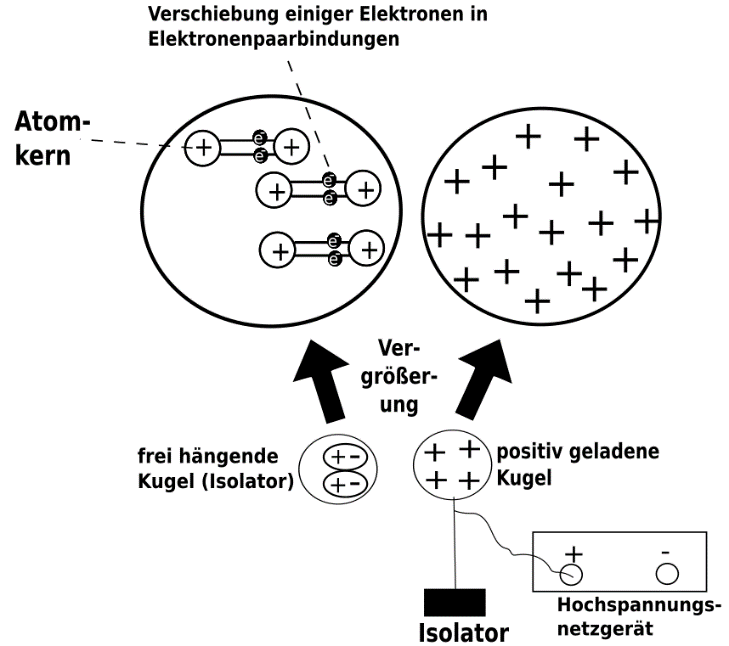 Verschiebung einiger Elektronen in
Elektronenpaarbindungen
Atom-
kern
+ e⁻ e⁻ +
+ e⁻ e⁻ +
+ e⁻ e⁻ +
+ + + + + + + + + + + + + + + + + + +
Ver-
größer-
ung
frei hängende
Kugel (Isolator)
+ -
+ -
+ +
+ +
positiv geladene
Kugel
+ -
Hochspannungs-
netzgerät
Isolator